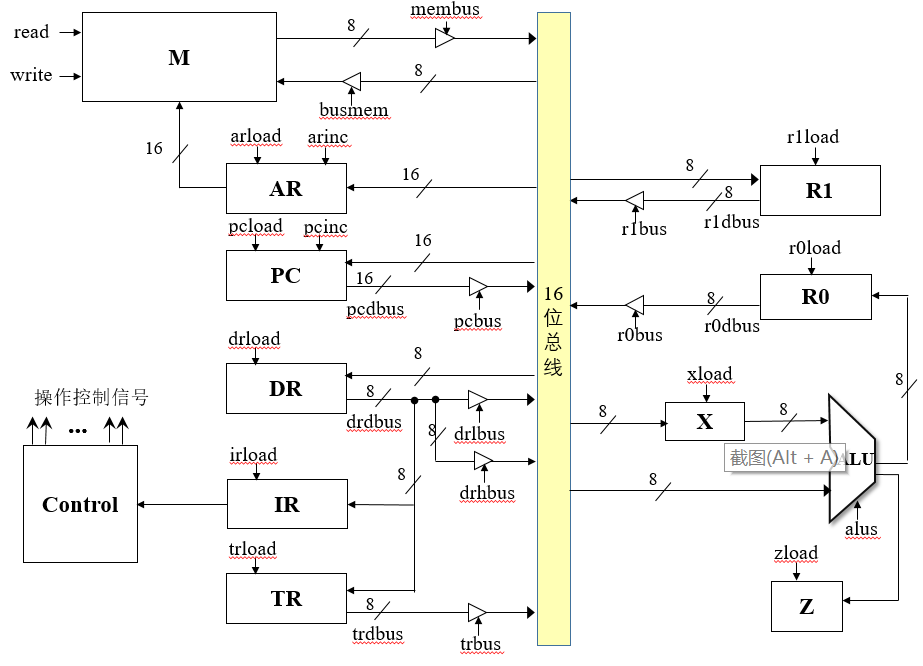 membus
read
8
M
write
8
busmem
16
arload
arinc
16
AR
r1load
8
R1
8
r1bus
r1dbus
pcload
pcinc
16
PC
16
pcdbus
pcbus
r0load
8
R0
r0bus
r0dbus
16
位
总
线
drload
8
DR
8
drdbus
drlbus
8
drhbus
xload
8
X
8
8
操作控制信号
...
截图(Alt + A)
ALU
8
alus
Control
irload
8
IR
trload
TR
8
trdbus
trbus
zload
Z